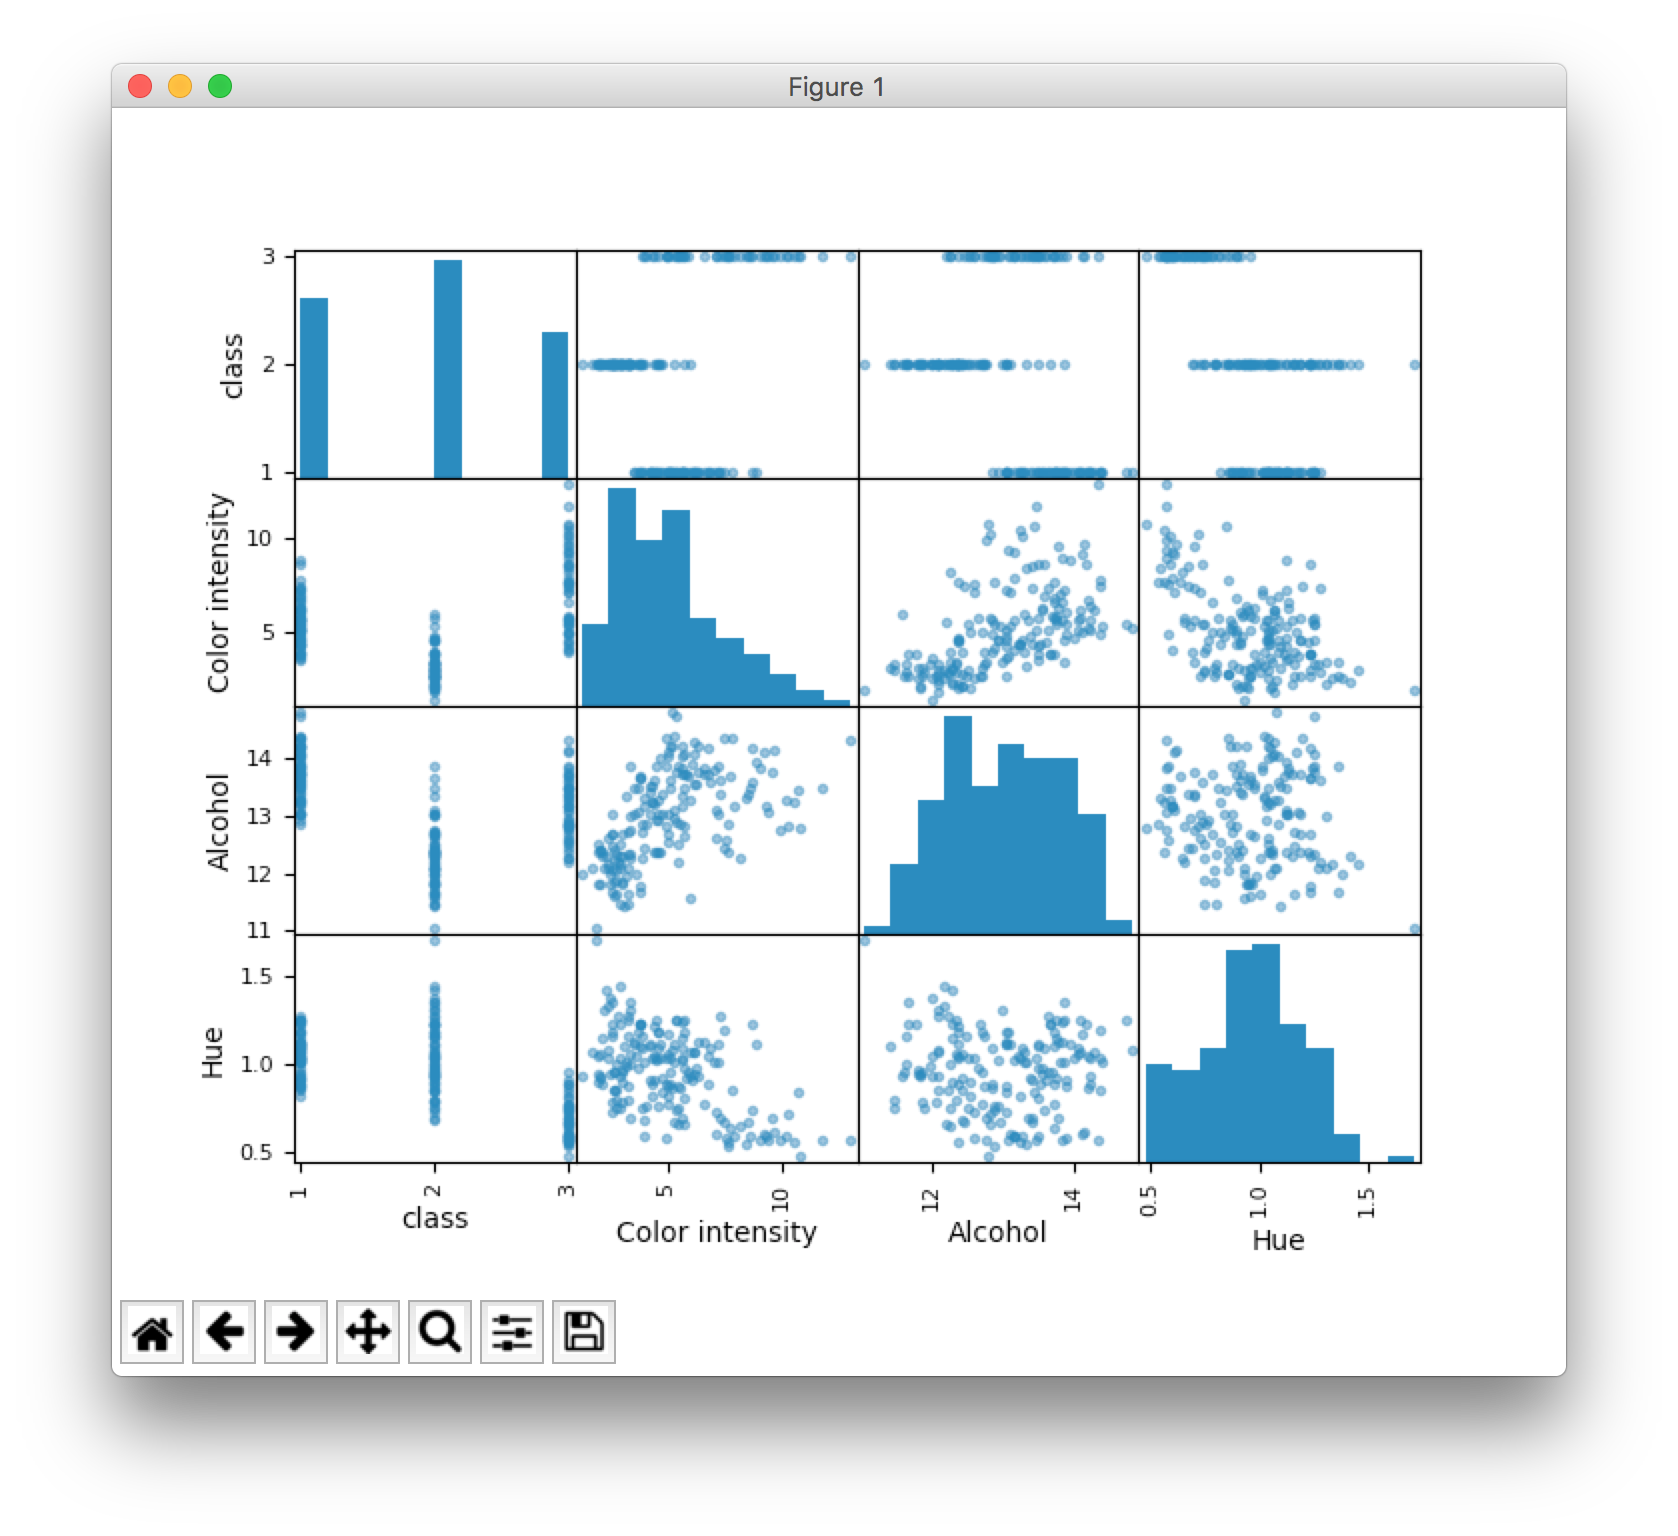 Figure 1
3
class
2
1
Color intensity
10
5
14
Alcohol
13
12
11
1.5
Hue
1.0
0.5
1 2 3 5 10 12 14 0.5 1.0 1.5
class Color intensity Alcohol Hue